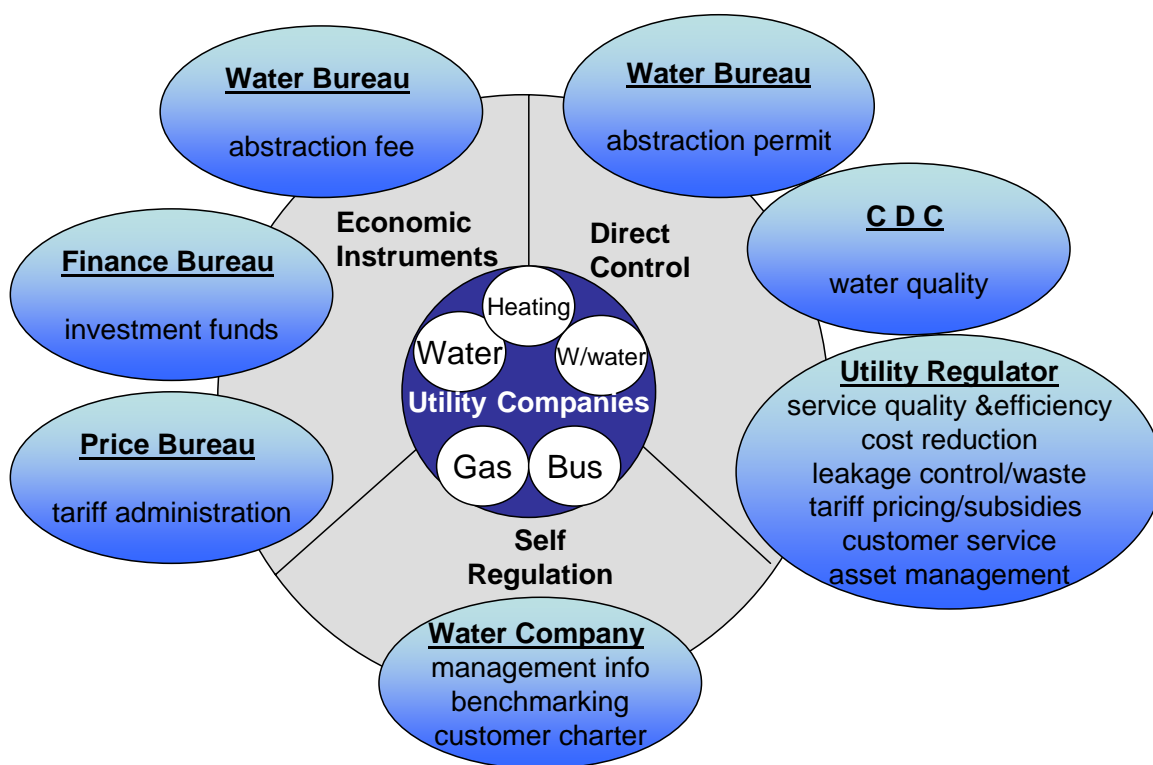 Water Bureau
abstraction fee
Water Bureau
abstraction permit
C D C
water quality
Economic
Instruments
Direct
Control
Finance Bureau
investment funds
Heating
Water
W/water
Utility Companies
Gas
Bus
Utility Regulator
service quality &efficiency
cost reduction
leakage control/waste
tariff pricing/subsidies
customer service
asset management
Price Bureau
tariff administration
Self
Regulation
Water Company
management info
benchmarking
customer charter